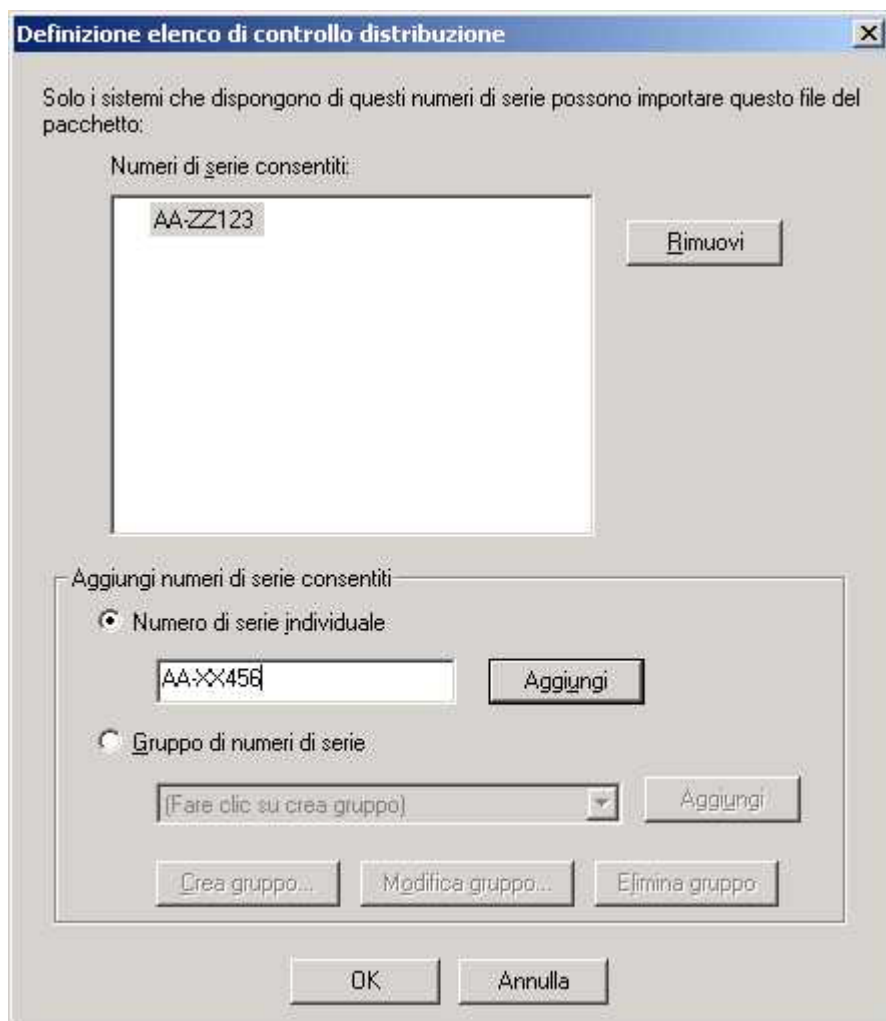 Definizione elenco di controllo distribuzione
Solo i sistemi che dispongono di questi numeri di serie possono importare questo file del
pacchetto:
Numeri di serie consentiti:
AA-ZZ123
Rimuovi
Aggiungi numeri di serie consentiti
Numero di serie individuale
AA-XX456
Aggiungi
Gruppo di numeri di serie
(Fare clic su crea gruppo)
Aggiungi
Crea gruppo...
Modifica gruppo...
Elimina gruppo
OK
Annulla